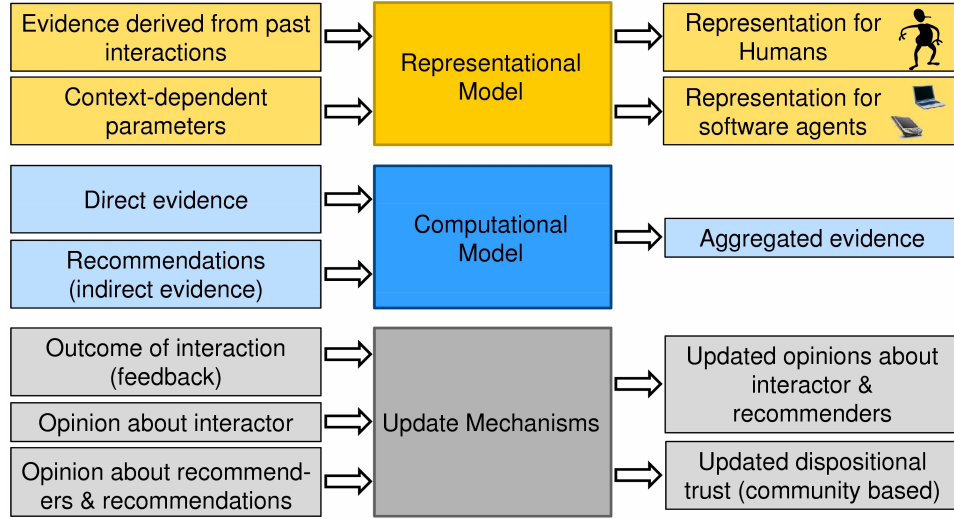 Evidence derived from past
interactions
Context-dependent
parameters
Representational
Model
Representation for
Humans
Representation for
software agents
Direct evidence
Recommendations
(indirect evidence)
Computational
Model
Aggregated evidence
Outcome of interaction
(feedback)
Opinion about interactor
Opinion about recommend-
ers & recommendations
Update Mechanisms
Updated opinions about
interactor &
recommenders
Updated dispositional
trust (community based)